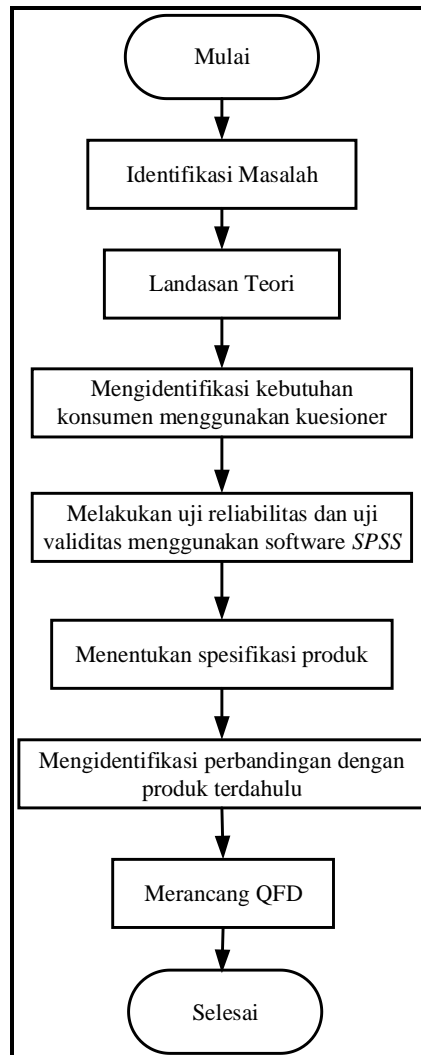 Mulai
Identifikasi Masalah
Landasan Teori
Mengidentifikasi kebutuhan
konsumen menggunakan kuesioner
Melakukan uji reliabilitas dan uji
validitas menggunakan software SPSS
Menentukan spesifikasi produk
Mengidentifikasi perbandingan dengan
produk terdahulu
Merancang QFD
Selesai